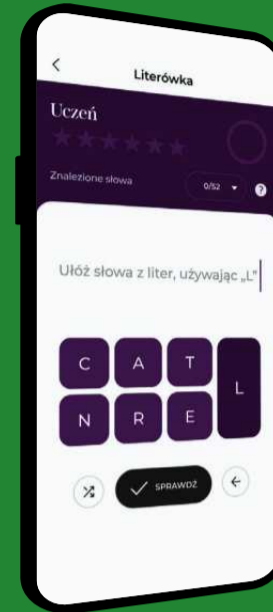 Literówka
Uczeń
Znalezione słowa 0/52 ?
Ułóż słowa z liter, używając „L"
C A T L
N R E
SPRAWDŹ